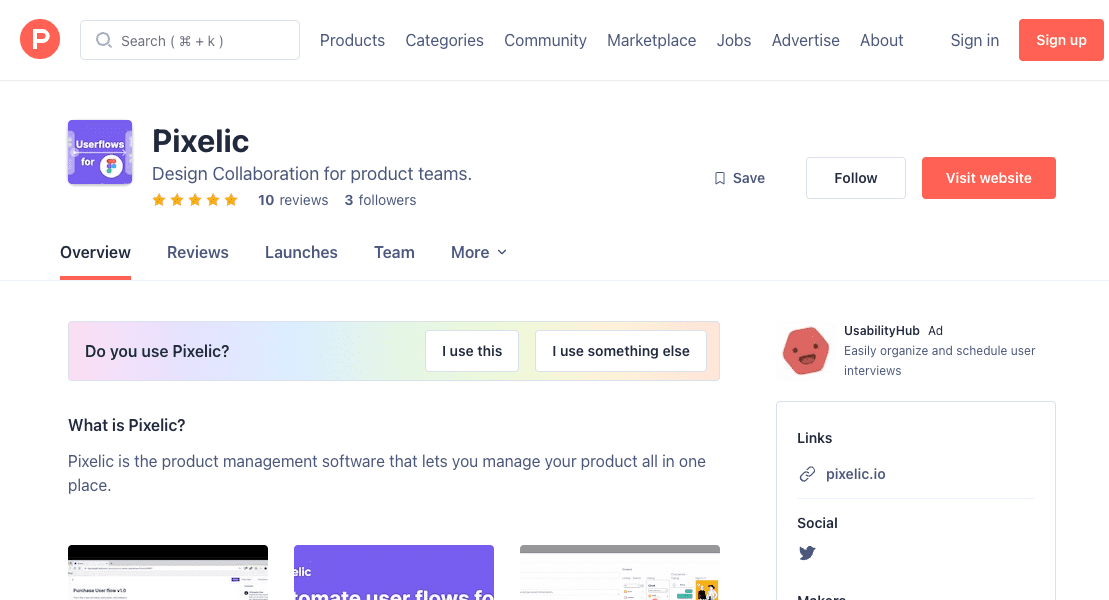 P
Search ( ⌘ + k )
Products Categories Community Marketplace Jobs Advertise About Sign in Sign up
Userflows
for
Pixelic
Design Collaboration for product teams.
10 reviews 3 followers
Save Follow Visit website
Overview Reviews Launches Team More
Do you use Pixelic? I use this I use something else
UsabilityHub Ad
Easily organize and schedule user
interviews
What is Pixelic?
Pixelic is the product management software that lets you manage your product all in one
place.
Links
pixelic.io
Social
Purchase User flow v1.0
elic
tomate user flows fo
Makers